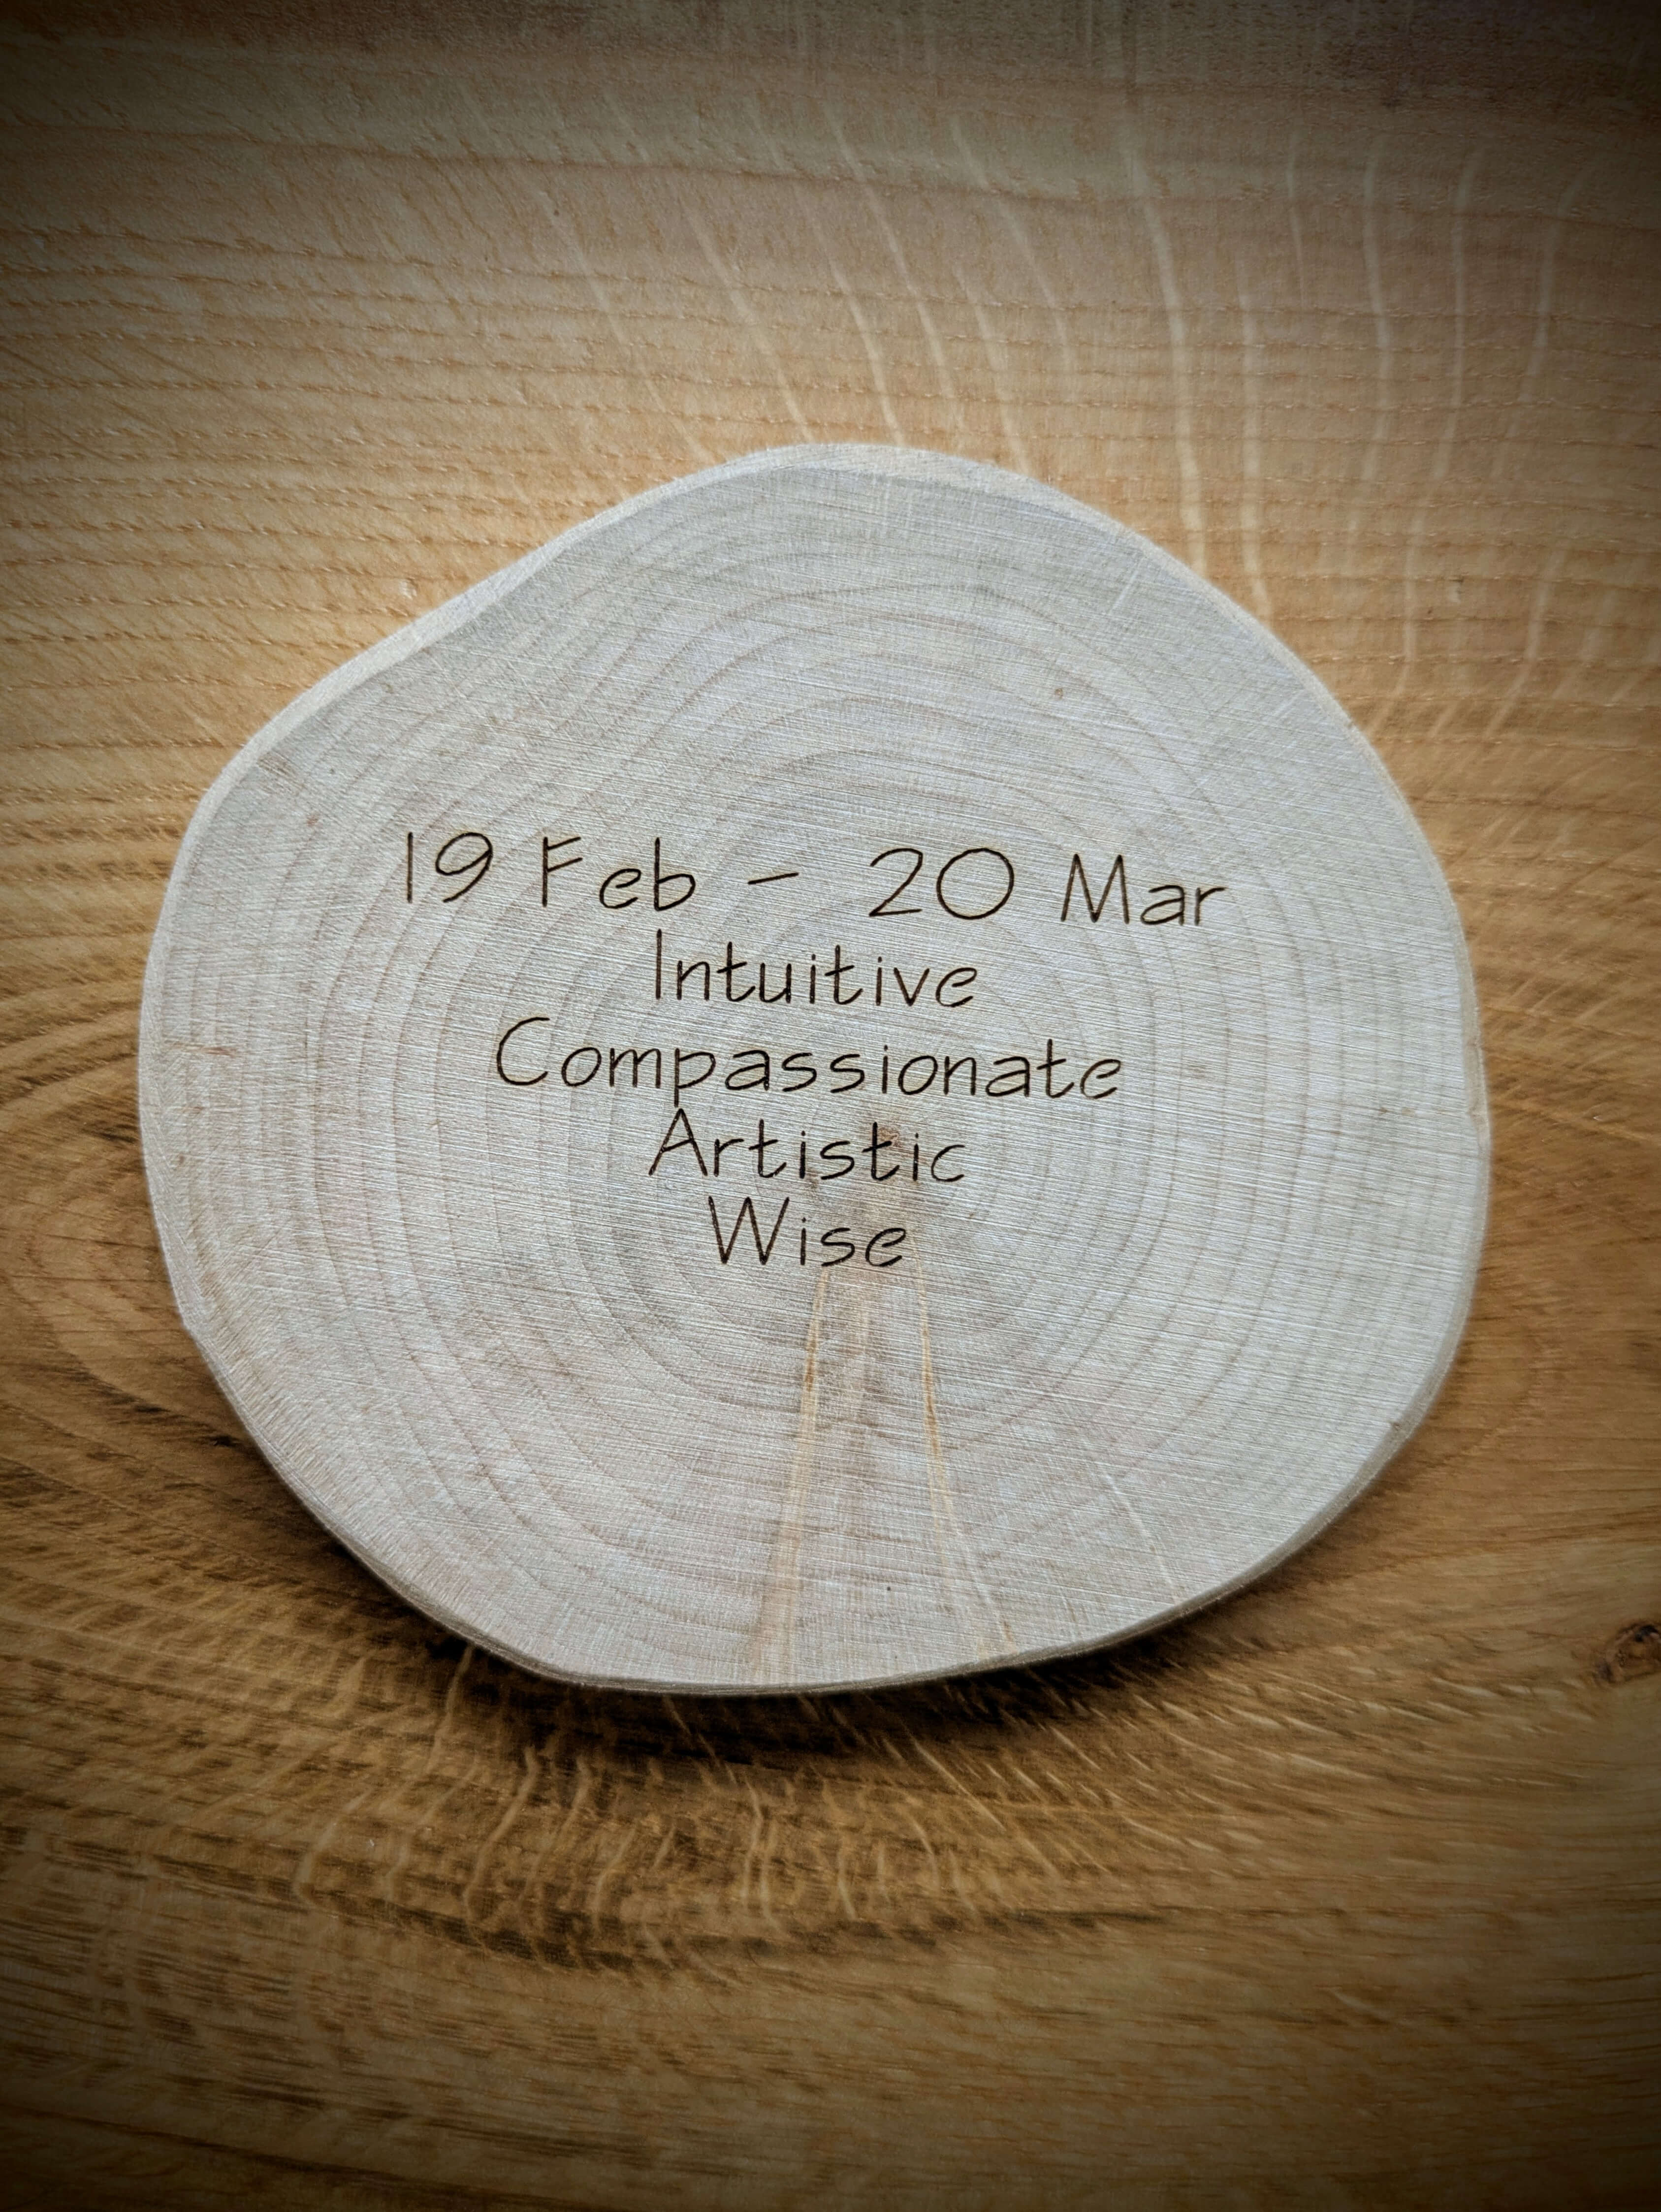 19 Feb - 20 Mar
Intuitive
Compassionate
Artistic
Wise